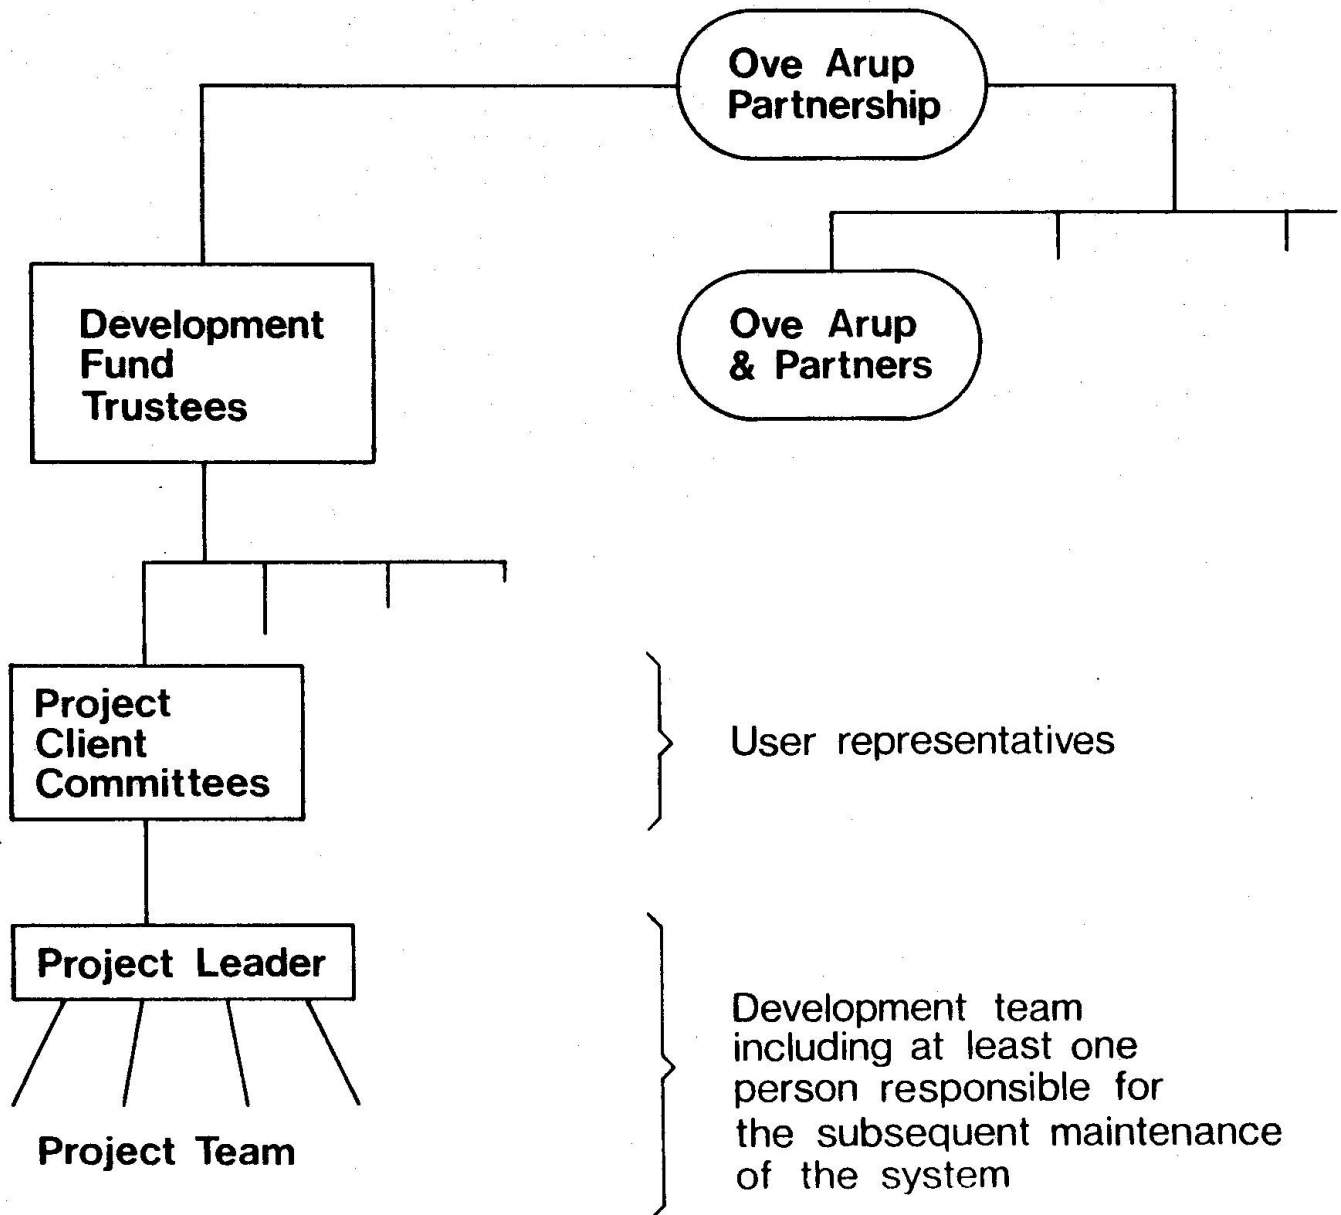 Ove Arup
Partnership
Development
Fund
Trustees
Ove Arup
& Partners
Project
Client
Committees
User representatives
Project Leader
Project Team
Development team
including at least one
person responsible for
the subsequent maintenance
of the system